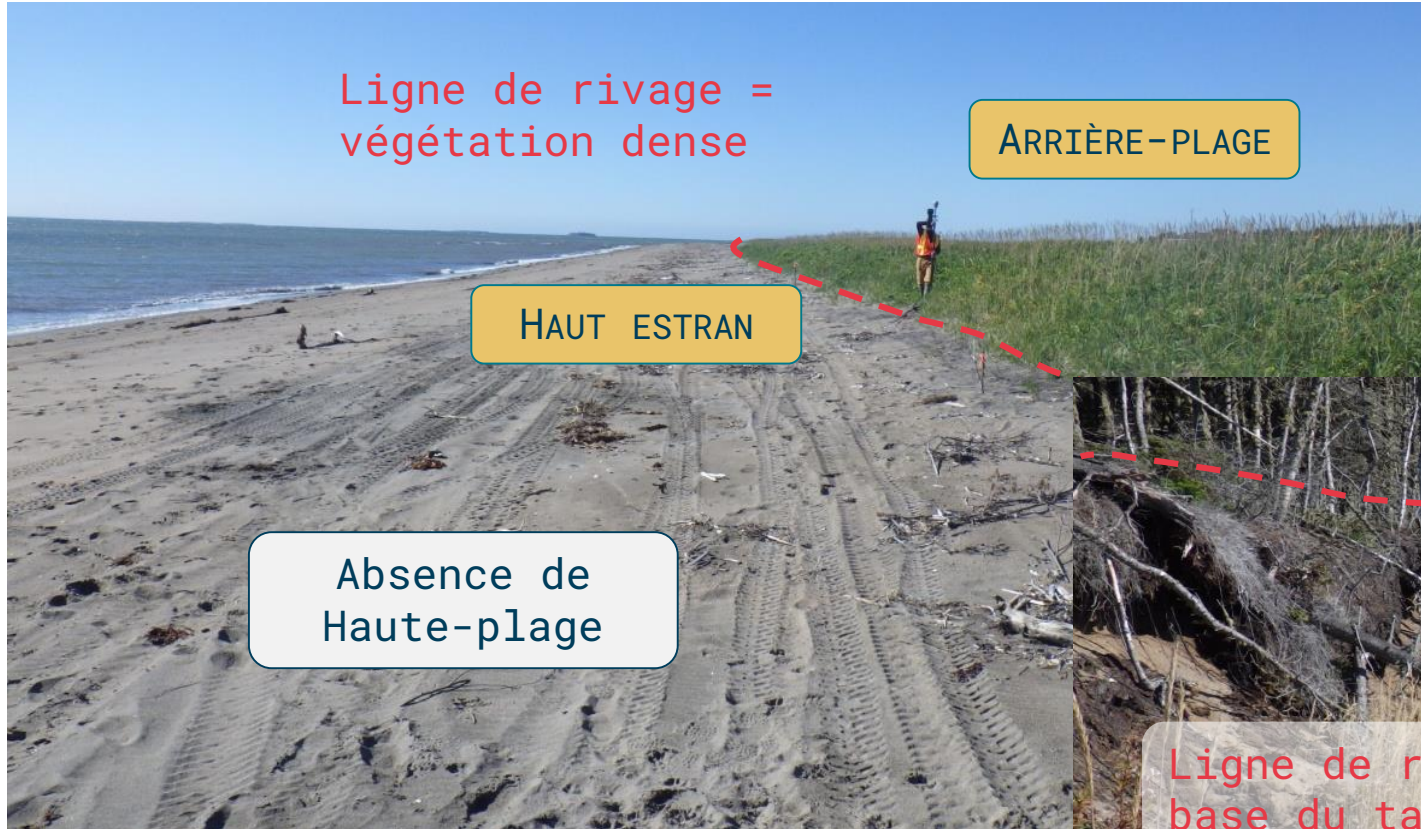 Ligne de rivage =
végétation dense
ARRIÈRE-PLAGE
HAUT ESTRAN
Absence de
Haute-plage
Ligne de
base du